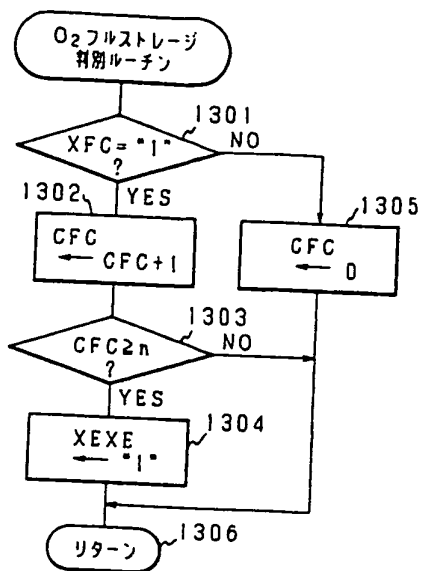 O₂フルストレージ
判別ルーチン
1301
XFC="1"
?
NO
YES
1302
CFC
← CFC+1
1305
CFC
← 0
1303
CFC≥n
?
NO
YES
1304
XEXE
← "1"
リターン
1306